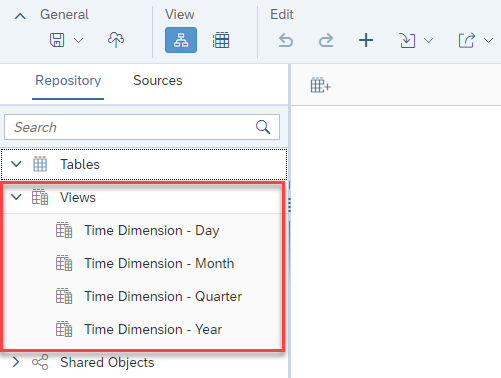 General View Edit
Repository Sources
Search
Tables
Views
Time Dimension - Day
Time Dimension - Month
Time Dimension - Quarter
Time Dimension - Year
Shared Objects